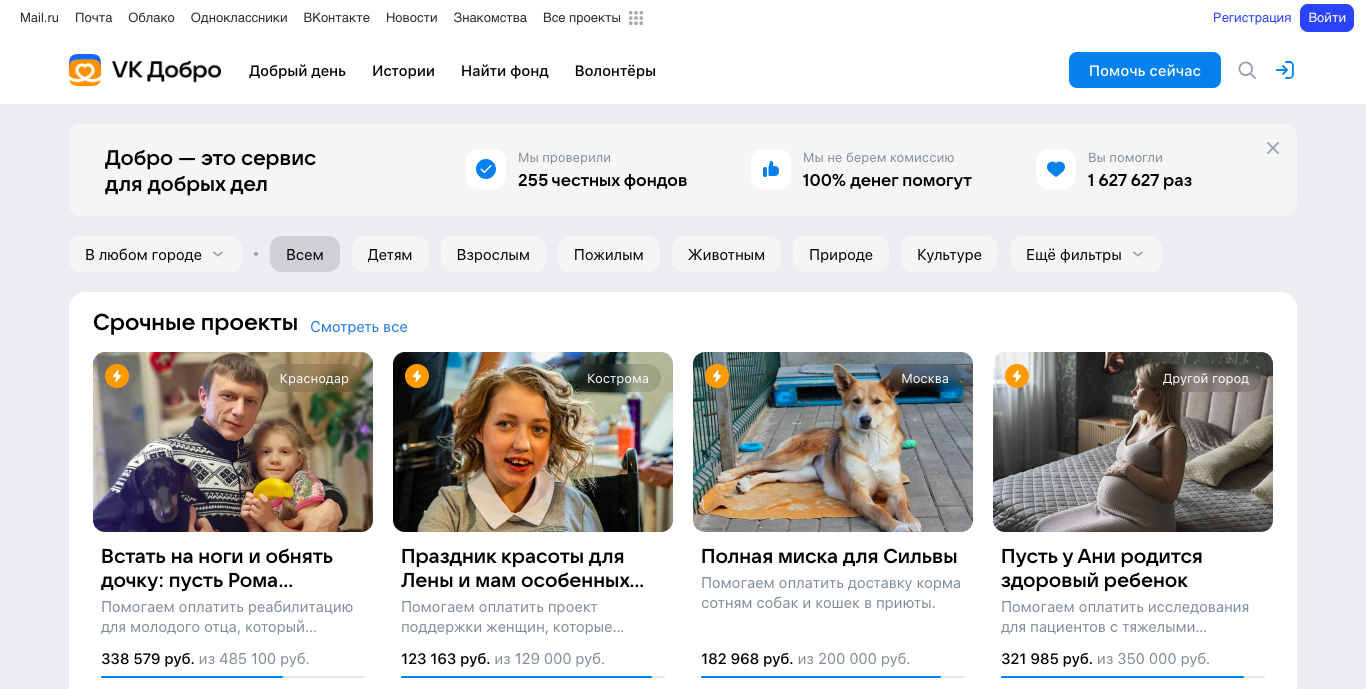 Mail.ru Почта Облако Одноклассники ВКонтакте Новости Знакомства Все проекты Регистрация Войти
VK Добро Добрый день Истории Найти фонд Волонтёры Помочь сейчас
Добро — это сервис
для добрых дел
Мы проверили
255 честных фондов
Мы не берем комиссию
100% денег помогут
Вы помогли
1 627 627 раз
В любом городе • Всем Детям Взрослым Пожилым Животным Природе Культуре Ещё фильтры
Срочные проекты Смотреть все
Краснодар
Встать на ноги и обнять
дочку: пусть Рома...
Помогаем оплатить реабилитацию
для молодого отца, который...
338 579 руб. из 485 100 руб.
Кострома
Праздник красоты для
Лены и мам особенных...
Помогаем оплатить проект
поддержки женщин, которые...
123 163 руб. из 129 000 руб.
Москва
Полная миска для Сильвы
Помогаем оплатить доставку корма
сотням собак и кошек в приюты.
182 968 руб. из 200 000 руб.
Другой город
Пусть у Ани родится
здоровый ребенок
Помогаем оплатить исследования
для пациентов с тяжелыми...
321 985 руб. из 350 000 руб.